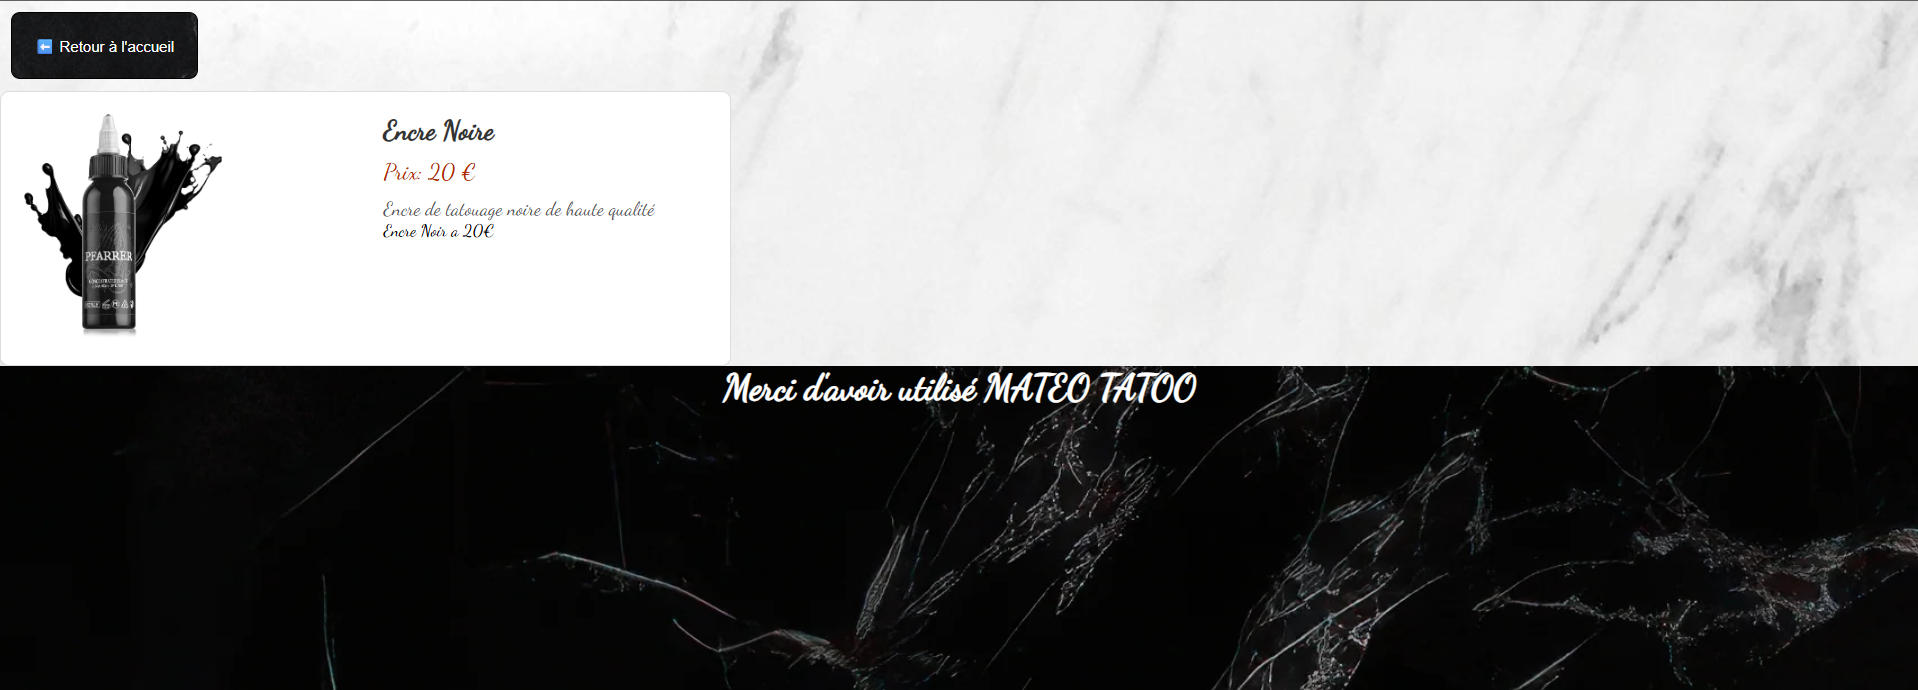 ⬅️ Retour à l'accueil
Encre Noire
Prix: 20 €
Encre de tatouage noire de haute qualité
Encre Noir a 20€
PFARRER
Merci d'avoir utilisé MATEO TATOO